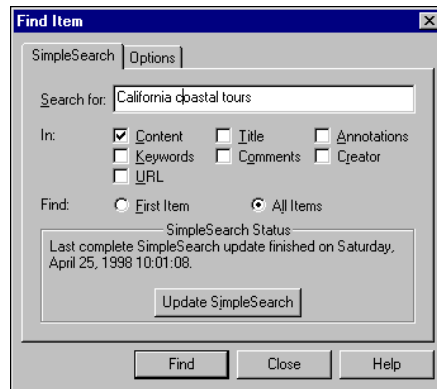 Find Item
SimpleSearch Options
Search for: California coastal tours
In: Content Title Annotations
Keywords Comments Creator
URL
Find: First Item All Items
SimpleSearch Status
Last complete SimpleSearch update finished on Saturday,
April 25, 1998 10:01:08.
Update SimpleSearch
Find Close Help